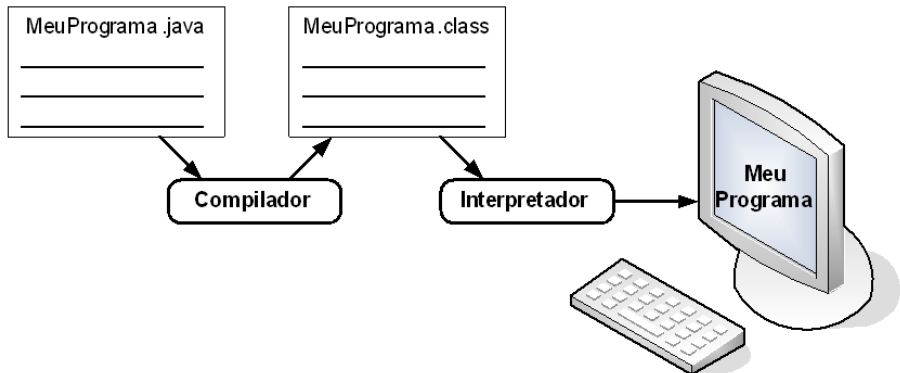 MeuPrograma .java
MeuPrograma .class
Compilador
Interpretador
Meu
Programa